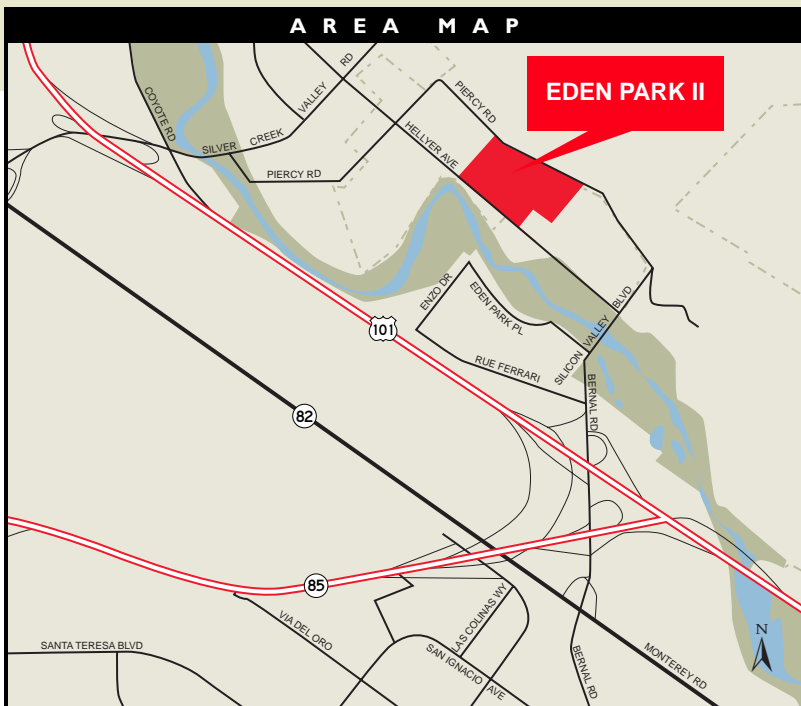 AREA MAP
EDEN PARK II
COYOTE RD
VALLEY RD
SILVER CREEK
PIERCY RD
PIERCY RD
HELLYER AVE
ENZO DR
EDEN PARK PL
SILICON VALLEY BLVD
RUE FERRARI
BERNAL RD
101
82
85
VIA DEL ORO
LAS COLINAS WY
SANTA TERESA BLVD
SAN IGNACIO AVE
BERNAL RD
MONTEREY RD
N